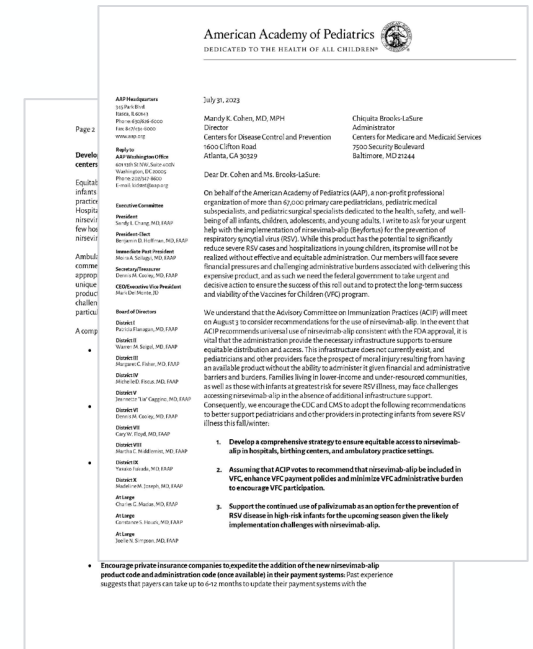 American Academy of Pediatrics
DEDICATED TO THE HEALTH OF ALL CHILDREN®
AAP Headquarters
345 Park Blvd
Itasca, IL 60143
Phone: 630/626-6000
Fax: 847/434-8000
www.aap.org
Reply to
AAP Washington Office
Washington, DC 20005
Phone: 202/347-8600
Executive Committee
President
Sandy L. Chung, MD, FAAP
President-Elect
Benjamin D. Hoffman, MD, FAAP
Immediate Past President
Moira A. Szilagyi, MD, FAAP
Secretary/Treasurer
Dennis M. Cooley, MD, FAAP
CEO/Executive Vice President
Mark Del Monte, JD
Board of Directors
District I
Patricia Flanagan, MD, FAAP
District II
Warren M. Seigel, MD, FAAP
District III
Margaret C. Fisher, MD, FAAP
District IV
Michelle D. Fiscus, MD, FAAP
District V
Jeannette "Lia" Gaggino, MD, FAAP
District VI
Dennis M. Cooley, MD, FAAP
District VII
Gary W. Floyd, MD, FAAP
District VIII
Martha C. Middlemist, MD, FAAP
District IX
Yasuko Fukuda, MD, FAAP
District X
Madeline M. Joseph, MD, FAAP
At Large
Charles G. Macias, MD, FAAP
At Large
Constance S. Houck, MD, FAAP
At Large
Joelle N. Simpson, MD, FAAP
July 31, 2023
Mandy K. Cohen, MD, MPH
Director
Centers for Disease Control and Prevention
1600 Clifton Road
Atlanta, GA 30329
Chiquita Brooks-LaSure
Administrator
Centers for Medicare and Medicaid Services
7500 Security Boulevard
Baltimore, MD 21244
Dear Dr. Cohen and Ms. Brooks-LaSure:
On behalf of the American Academy of Pediatrics (AAP), a non-profit professional
organization of more than 67,000 primary care pediatricians, pediatric medical
subspecialists, and pediatric surgical specialists dedicated to the health, safety, and well-
being of all infants, children, adolescents, and young adults, I write to ask for your urgent
help with the implementation of nirsevimab-alip (Beyfortus) for the prevention of
respiratory syncytial virus (RSV). While this product has the potential to significantly
reduce severe RSV cases and hospitalizations in young children, its promise will not be
realized without effective and equitable administration. Our members will face severe
financial pressures and challenging administrative burdens associated with delivering this
expensive product, and as such we need the federal government to take urgent and
decisive action to ensure the success of this roll out and to protect the long-term success
and viability of the Vaccines for Children (VFC) program.
We understand that the Advisory Committee on Immunization Practices (ACIP) will meet
on August 3 to consider recommendations for the use of nirsevimab-alip. In the event that
ACIP recommends universal use of nirsevimab-alip consistent with the FDA approval, it is
vital that the administration provide the necessary infrastructure supports to ensure
equitable distribution and access. This infrastructure does not currently exist, and
pediatricians and other providers face the prospect of moral injury resulting from having
an available product without the ability to administer it given financial and administrative
barriers and burdens. Families living in lower-income and under-resourced communities,
as well as those with infants at greatest risk for severe RSV illness, may face challenges
accessing nirsevimab-alip in the absence of additional infrastructure support.
Consequently, we encourage the CDC and CMS to adopt the following recommendations
to better support pediatricians and other providers in protecting infants from severe RSV
illness this fall/winter:
1. Develop a comprehensive strategy to ensure equitable access to nirsevimab-
alip in hospitals, birthing centers, and ambulatory practice settings.
2. Assuming that ACIP votes to recommend that nirsevimab-alip be included in
VFC, enhance VFC payment policies and minimize VFC administrative burden
to encourage VFC participation.
3. Support the continued use of palivizumab as an option for the prevention of
RSV disease in high-risk infants for the upcoming season given the likely
implementation challenges with nirsevimab-alip.
Page 2
Develo
centers
Equitab
infants
practice
Hospita
nirsevir
few hos
nirsevir
Ambula
comme
approp
unique
product
challen
particul
A comp
• Encourage private insurance companies to expedite the addition of the new nirsevimab-alip
product code and administration code (once available) in their payment systems: Past experience
suggests that payers can take up to 6-12 months to update their payment systems with the